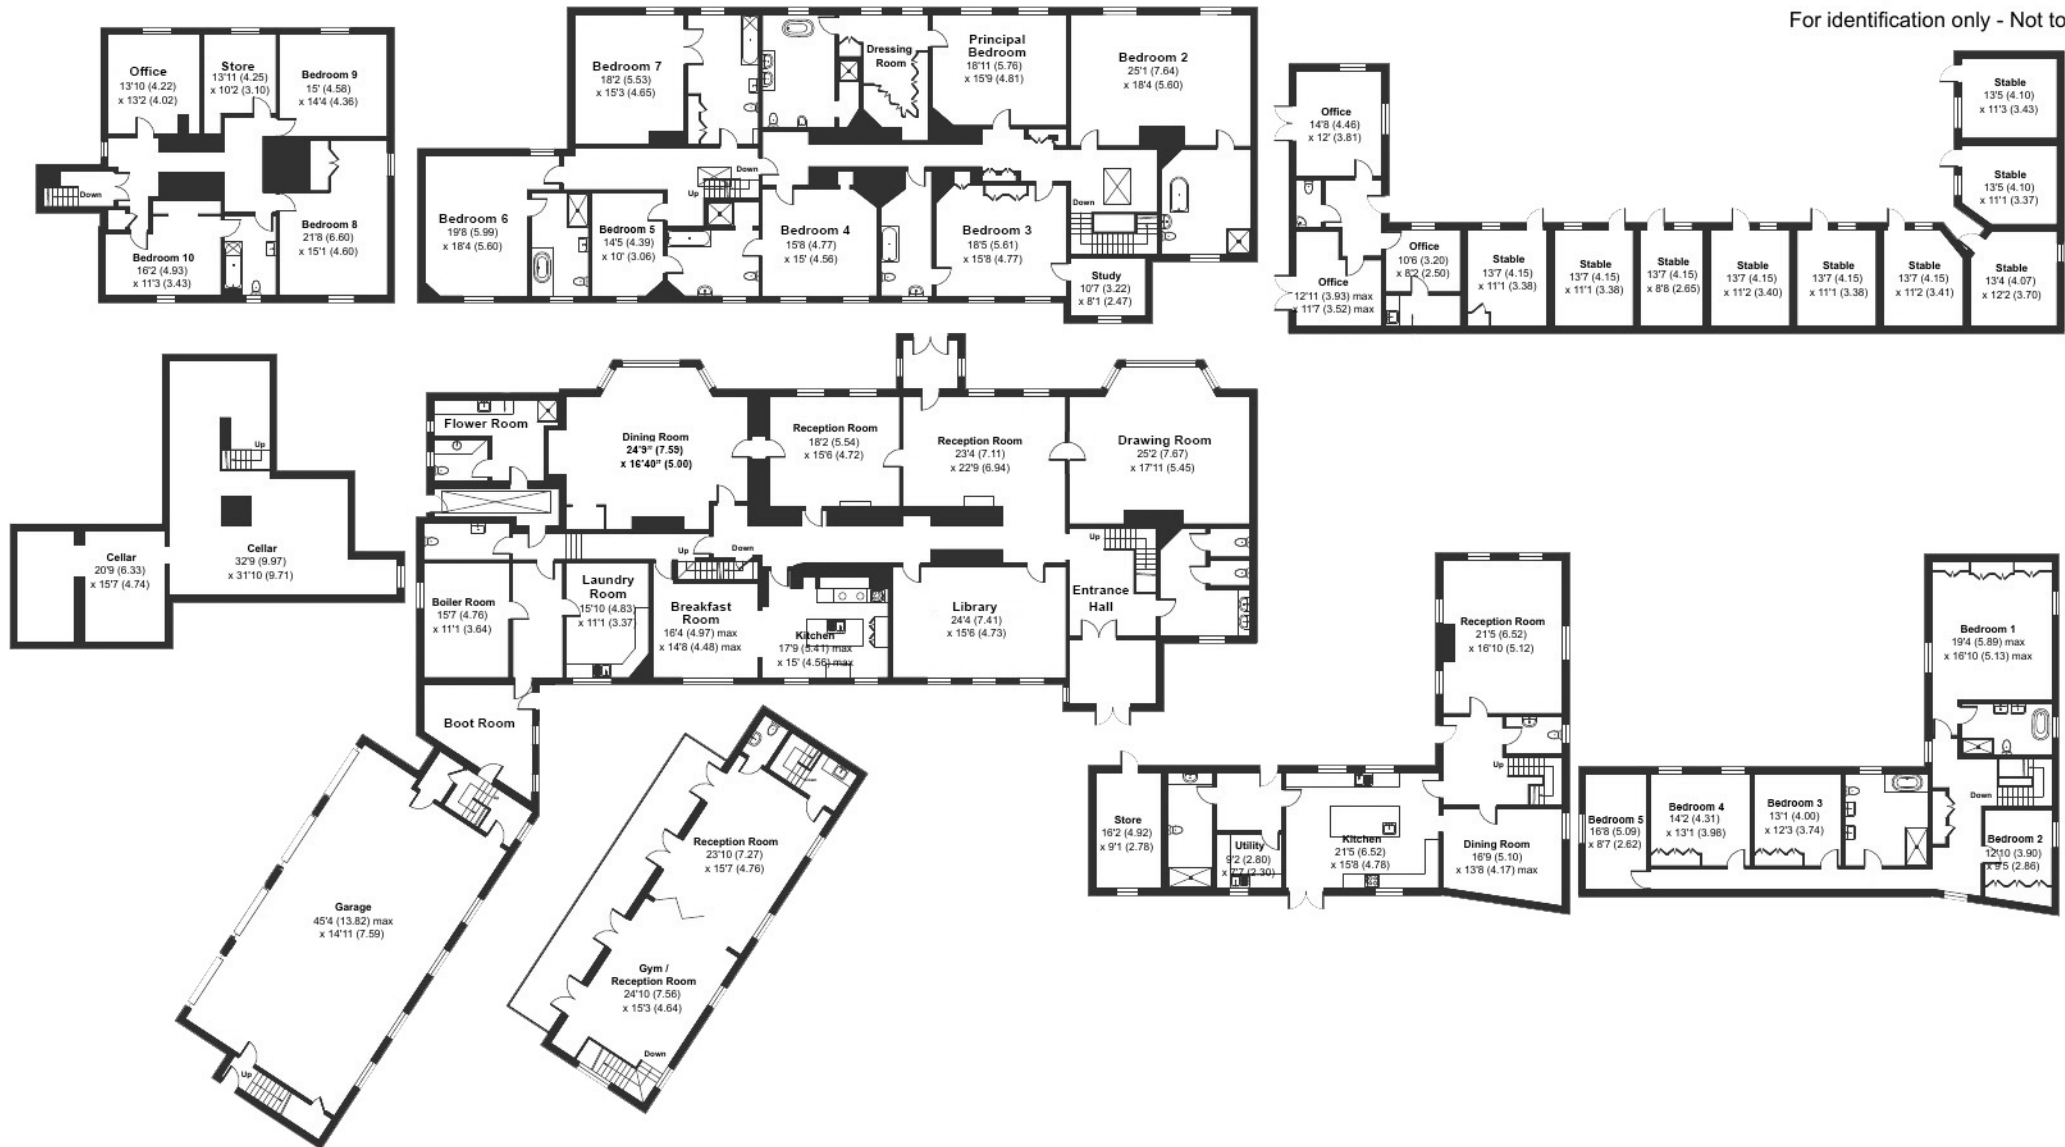 For identification only - Not to
Office
13'10 (4.22)
x 13'2 (4.02)
Store
13'11 (4.25)
x 10'2 (3.10)
Bedroom 9
15' (4.58)
x 14'4 (4.36)
Down
Bedroom 10
16'2 (4.93)
x 11'3 (3.43)
Bedroom 8
21'8 (6.60)
x 15'1 (4.60)
Bedroom 7
18'2 (5.53)
x 15'3 (4.65)
Dressing
Room
Principal
Bedroom
18'11 (5.76)
x 15'9 (4.81)
Bedroom 2
25'1 (7.64)
x 18'4 (5.60)
Down
Up
Bedroom 6
19'8 (5.99)
x 18'4 (5.60)
Bedroom 5
14'5 (4.39)
x 10' (3.06)
Bedroom 4
15'8 (4.77)
x 15' (4.56)
Bedroom 3
18'5 (5.61)
x 15'8 (4.77)
Down
Study
10'7 (3.22)
x 8'1 (2.47)
Office
14'8 (4.46)
x 12' (3.81)
Office
12'11 (3.93) max
x 11'7 (3.52) max
Office
10'6 (3.20)
x 8'2 (2.50)
Stable
13'7 (4.15)
x 11'1 (3.38)
Stable
13'7 (4.15)
x 11'1 (3.38)
Stable
13'7 (4.15)
x 8'8 (2.65)
Stable
13'7 (4.15)
x 11'2 (3.40)
Stable
13'7 (4.15)
x 11'1 (3.38)
Stable
13'7 (4.15)
x 11'2 (3.41)
Stable
13'4 (4.07)
x 12'2 (3.70)
Stable
13'5 (4.10)
x 11'3 (3.43)
Stable
13'5 (4.10)
x 11'1 (3.37)
Up
Cellar
20'9 (6.33)
x 15'7 (4.74)
Cellar
32'9 (9.97)
x 31'10 (9.71)
Flower Room
Dining Room
24'9" (7.59)
x 16'40" (5.00)
Reception Room
18'2 (5.54)
x 15'6 (4.72)
Reception Room
23'4 (7.11)
x 22'9 (6.94)
Drawing Room
25'2 (7.67)
x 17'11 (5.45)
Up
Down
Up
Boiler Room
15'7 (4.76)
x 11'1 (3.64)
Laundry
Room
15'10 (4.83)
x 11'1 (3.37)
Breakfast
Room
16'4 (4.97) max
x 14'8 (4.48) max
Kitchen
17'9 (5.41) max
x 15' (4.56) max
Library
24'4 (7.41)
x 15'6 (4.73)
Entrance
Hall
Boot Room
Garage
45'4 (13.82) max
x 14'11 (7.59)
Up
Reception Room
23'10 (7.27)
x 15'7 (4.76)
Gym /
Reception Room
24'10 (7.56)
x 15'3 (4.64)
Down
Reception Room
21'5 (6.52)
x 16'10 (5.12)
Up
Store
16'2 (4.92)
x 9'1 (2.78)
Utility
9'2 (2.80)
x 7'7 (2.30)
Kitchen
21'5 (6.52)
x 15'8 (4.78)
Dining Room
16'9 (5.10)
x 13'8 (4.17) max
Bedroom 1
19'4 (5.89) max
x 16'10 (5.13) max
Down
Bedroom 5
16'8 (5.09)
x 8'7 (2.62)
Bedroom 4
14'2 (4.31)
x 13'1 (3.98)
Bedroom 3
13'1 (4.00)
x 12'3 (3.74)
Bedroom 2
12'10 (3.90)
x 9'5 (2.86)